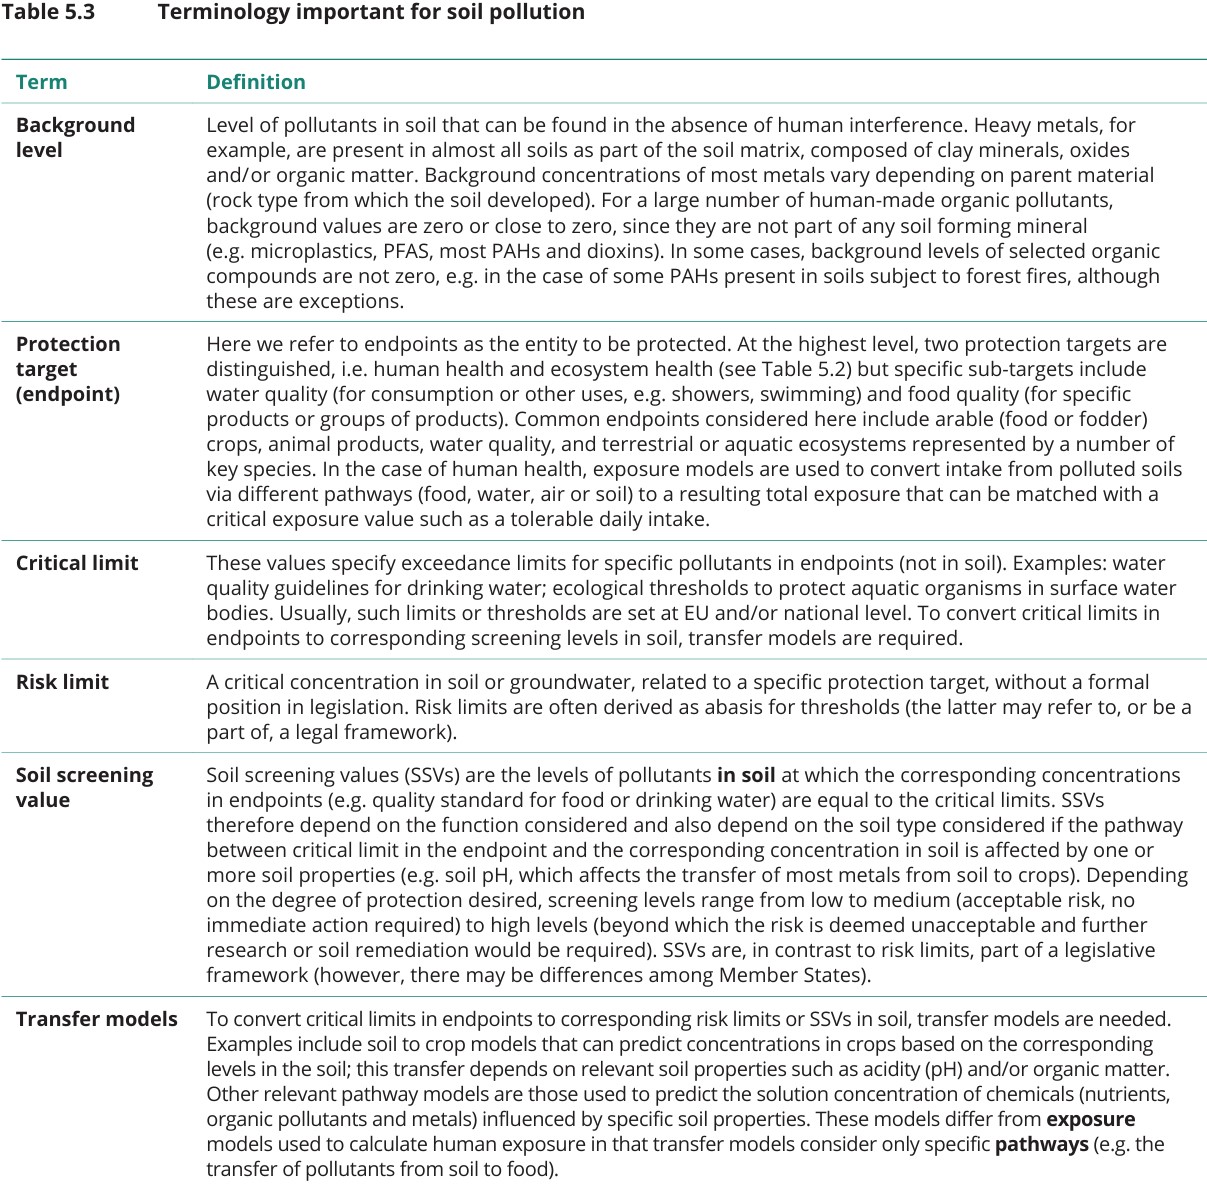 Table 5.3 Terminology important for soil pollution
Term Definition
Background level
Level of pollutants in soil that can be found in the absence of human interference. Heavy metals, for
example, are present in almost all soils as part of the soil matrix, composed of clay minerals, oxides
and/or organic matter. Background concentrations of most metals vary depending on parent material
(rock type from which the soil developed). For a large number of human-made organic pollutants,
background values are zero or close to zero, since they are not part of any soil forming mineral
(e.g. microplastics, PFAS, most PAHs and dioxins). In some cases, background levels of selected organic
compounds are not zero, e.g. in the case of some PAHs present in soils subject to forest fires, although
these are exceptions.
Protection
target
(endpoint)
Here we refer to endpoints as the entity to be protected. At the highest level, two protection targets are
distinguished, i.e. human health and ecosystem health (see Table 5.2) but specific sub-targets include
water quality (for consumption or other uses, e.g. showers, swimming) and food quality (for specific
products or groups of products). Common endpoints considered here include arable (food or fodder)
crops, animal products, water quality, and terrestrial or aquatic ecosystems represented by a number of
key species. In the case of human health, exposure models are used to convert intake from polluted soils
via different pathways (food, water, air or soil) to a resulting total exposure that can be matched with a
critical exposure value such as a tolerable daily intake.
Critical limit
These values specify exceedance limits for specific pollutants in endpoints (not in soil). Examples: water
quality guidelines for drinking water; ecological thresholds to protect aquatic organisms in surface water
bodies. Usually, such limits or thresholds are set at EU and/or national level. To convert critical limits in
endpoints to corresponding screening levels in soil, transfer models are required.
Risk limit
A critical concentration in soil or groundwater, related to a specific protection target, without a formal
position in legislation. Risk limits are often derived as abasis for thresholds (the latter may refer to, or be a
part of, a legal framework).
Soil screening
value
Soil screening values (SSVs) are the levels of pollutants in soil at which the corresponding concentrations
in endpoints (e.g. quality standard for food or drinking water) are equal to the critical limits. SSVs
therefore depend on the function considered and also depend on the soil type considered if the pathway
between critical limit in the endpoint and the corresponding concentration in soil is affected by one or
more soil properties (e.g. soil pH, which affects the transfer of most metals from soil to crops). Depending
on the degree of protection desired, screening levels range from low to medium (acceptable risk, no
immediate action required) to high levels (beyond which the risk is deemed unacceptable and further
research or soil remediation would be required). SSVs are, in contrast to risk limits, part of a legislative
framework (however, there may be differences among Member States).
Transfer models
To convert critical limits in endpoints to corresponding risk limits or SSVs in soil, transfer models are needed.
Examples include soil to crop models that can predict concentrations in crops based on the corresponding
levels in the soil; this transfer depends on relevant soil properties such as acidity (pH) and/or organic matter.
Other relevant pathway models are those used to predict the solution concentration of chemicals (nutrients,
organic pollutants and metals) influenced by specific soil properties. These models differ from exposure
models used to calculate human exposure in that transfer models consider only specific pathways (e.g. the
transfer of pollutants from soil to food).